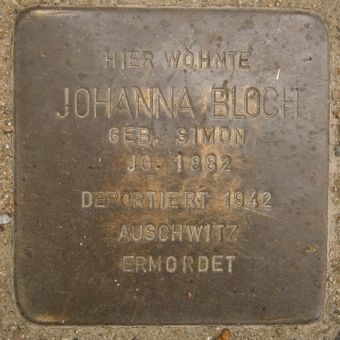 HIER WOHNTE
JOHANNA BLOCH
GEB. SIMON
JG. 1882
DEPORTIERT 1942
AUSCHWITZ
ERMORDET